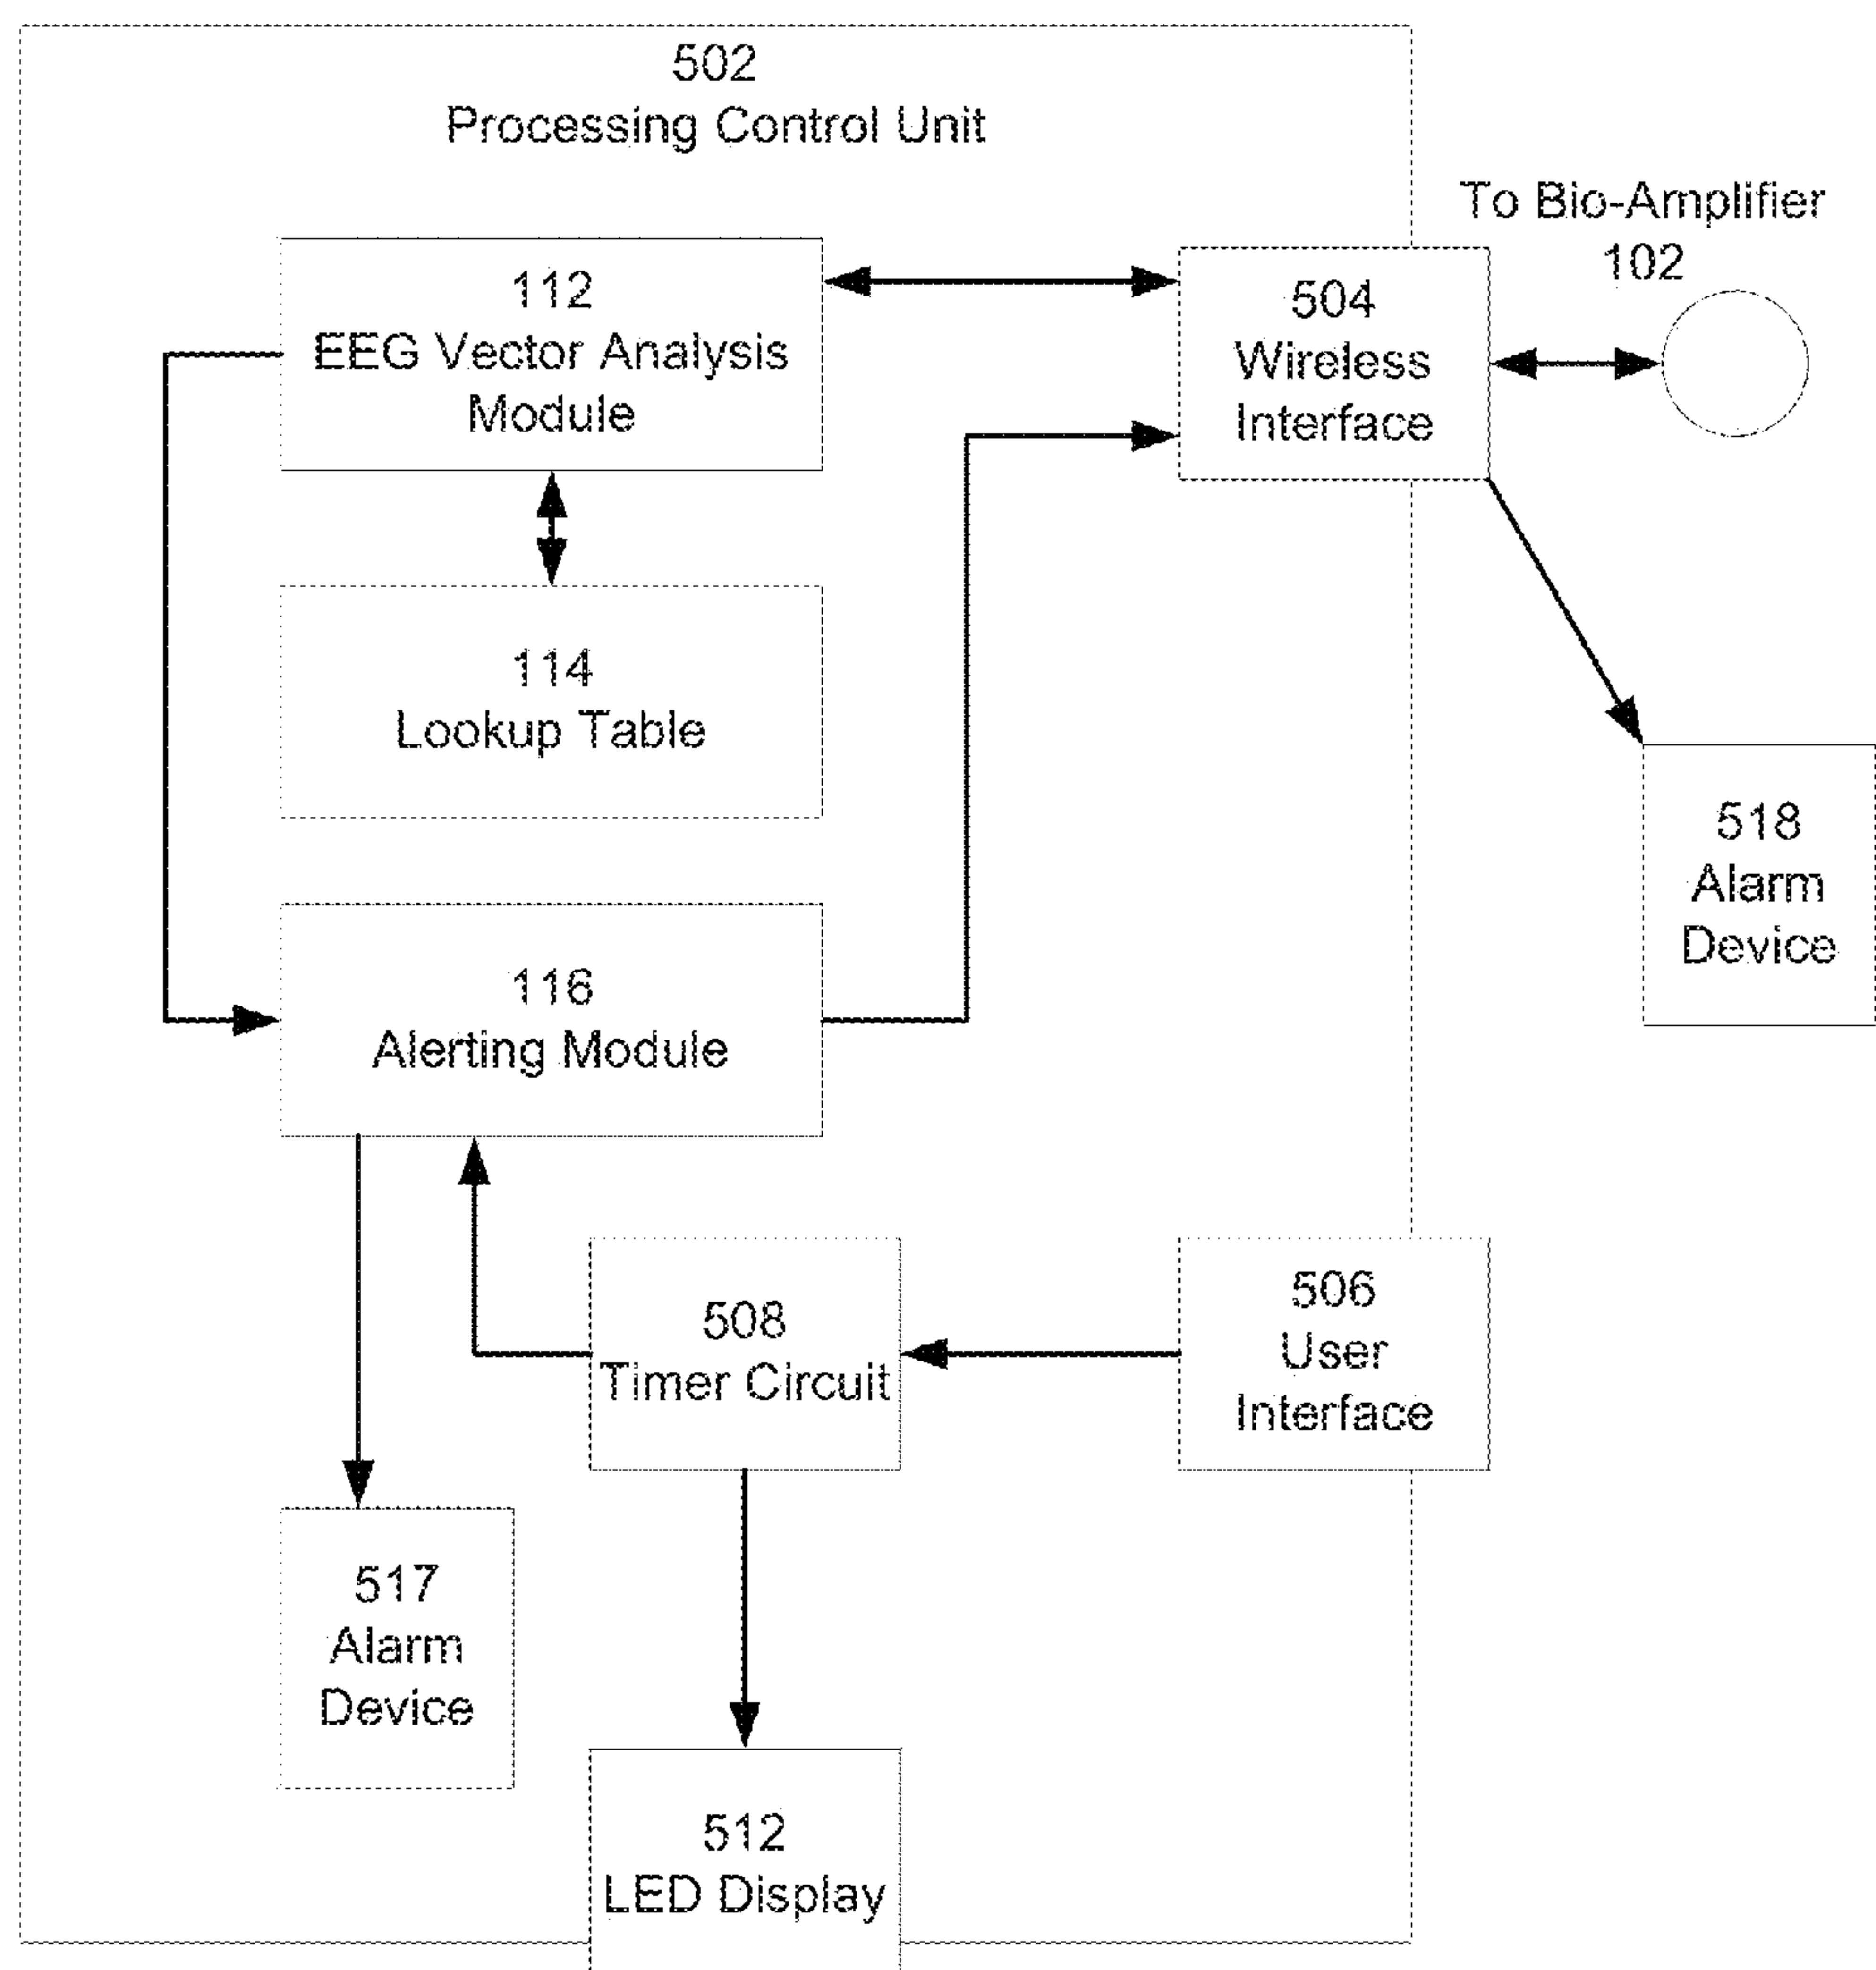 502
Processing Control Unit
To Bio-Amplifier
102
112
EEG Vector Analysis
Module
504
Wireless
Interface
114
Lookup Table
518
Alarm
Device
116
Alerting Module
508
Timer Circuit
506
User
Interface
517
Alarm
Device
512
LED Display